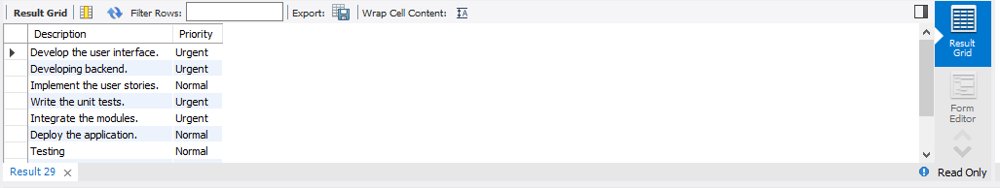 Result Grid Filter Rows: Export: Wrap Cell Content: IA
Description Priority
Develop the user interface. Urgent
Developing backend. Urgent
Implement the user stories. Normal
Write the unit tests. Urgent
Integrate the modules. Urgent
Deploy the application. Normal
Testing Normal
Result
Grid
Form
Editor
Result 29 × Read Only